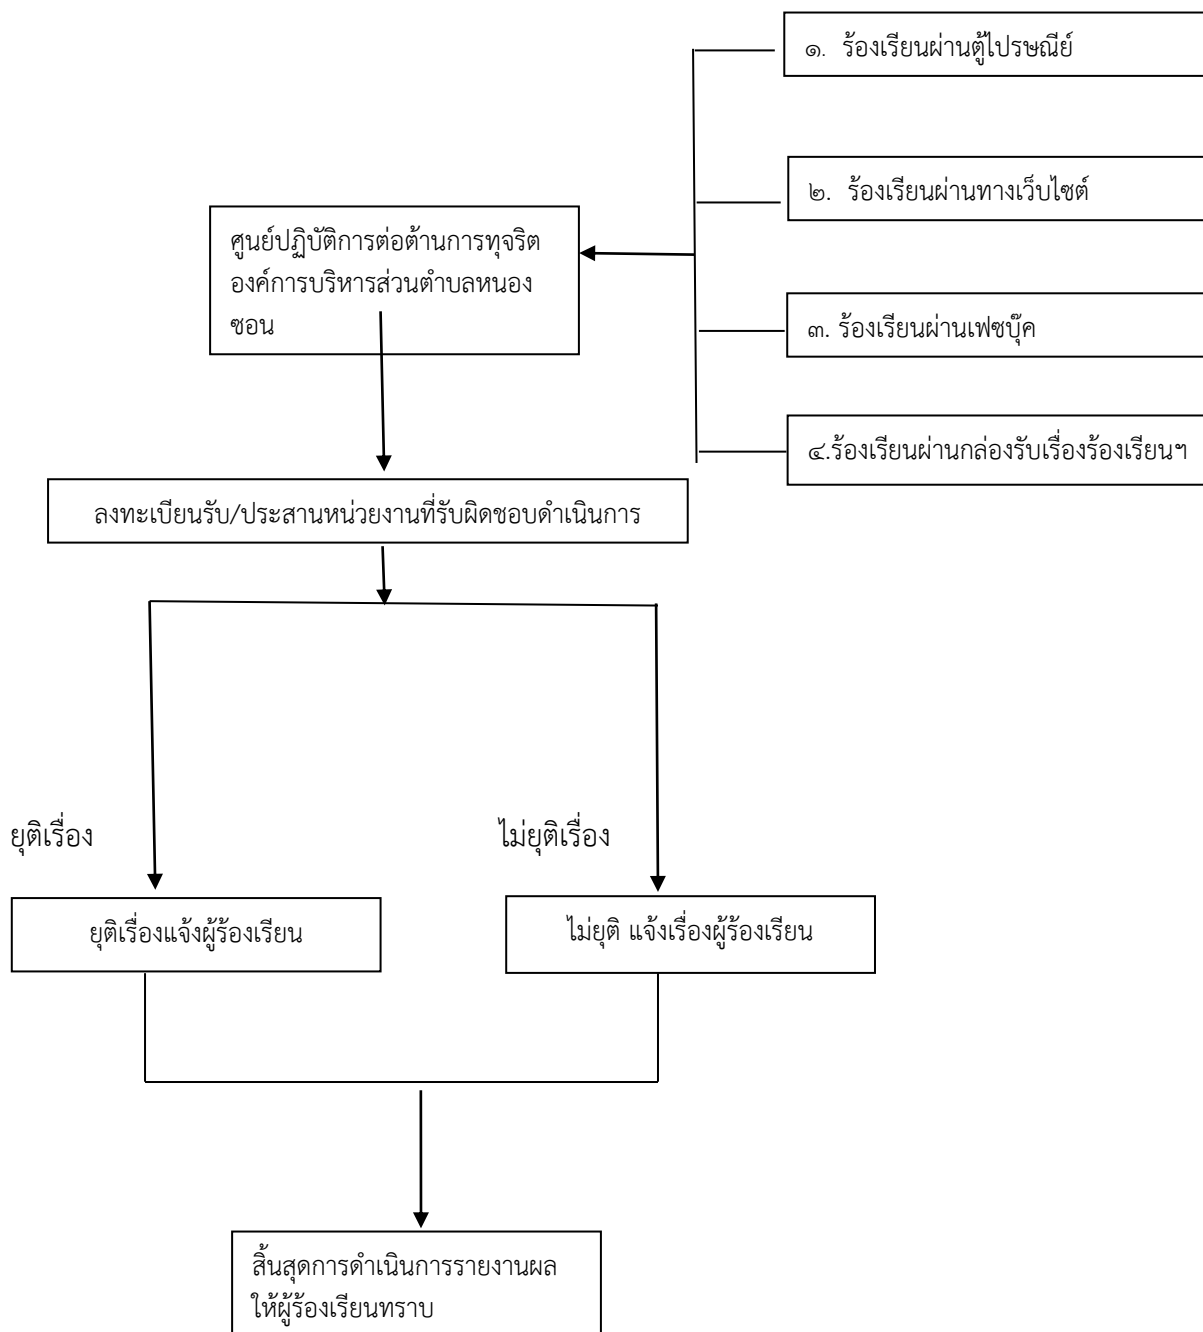 ๑. ร้องเรียนผ่านตู้ไปรษณีย์
๒. ร้องเรียนผ่านทางเว็บไซต์
ศูนย์ปฏิบัติการต่อต้านการทุจริต
องค์การบริหารส่วนตำบลหนอง
ซอน
๓. ร้องเรียนผ่านเฟซบุ๊ค
๔.ร้องเรียนผ่านกล่องรับเรื่องร้องเรียนฯ
ลงทะเบียนรับ/ประสานหน่วยงานที่รับผิดชอบดำเนินการ
ยุติเรื่อง
ไม่ยุติเรื่อง
ยุติเรื่องแจ้งผู้ร้องเรียน
ไม่ยุติ แจ้งเรื่องผู้ร้องเรียน
สิ้นสุดการดำเนินการรายงานผล
ให้ผู้ร้องเรียนทราบ